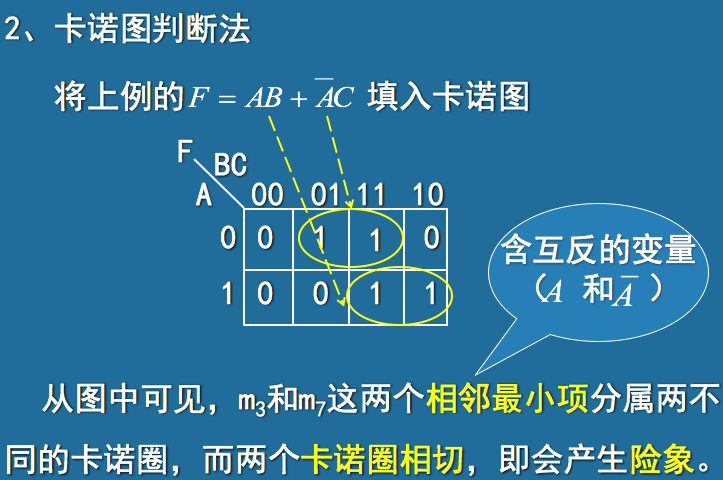 2、卡诺图判断法
将上例的 F = AB + A̅C 填入卡诺图
F
BC
A 00 01 11 10
0 0 1 1 0
1 0 0 1 1
含互反的变量
（A 和 A̅ ）
从图中可见，m₃和m₇这两个相邻最小项分属两不
同的卡诺圈，而两个卡诺圈相切，即会产生险象。